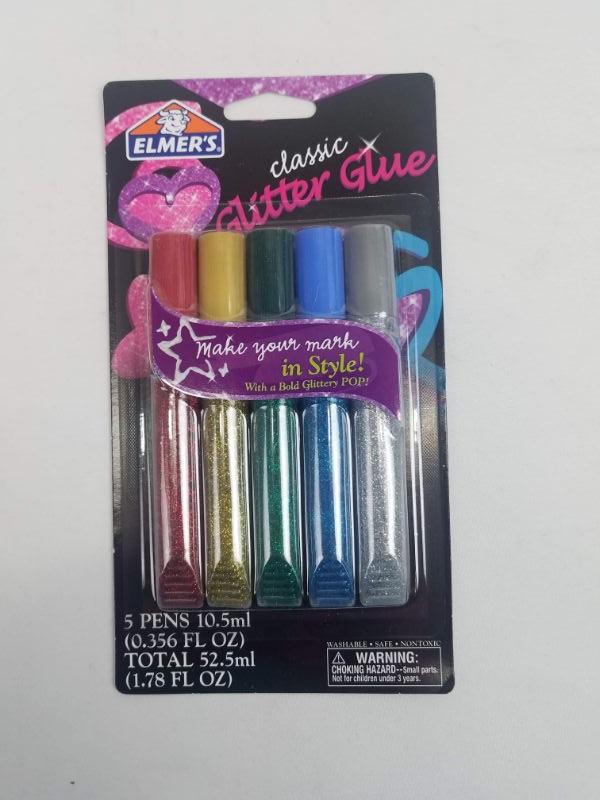 ELMER'S
classic
Glitter Glue
Make your mark
in Style!
With a Bold Glittery POP!
5 PENS 10.5ml
(0.356 FL OZ)
TOTAL 52.5ml
(1.78 FL OZ)
WASHABLE • SAFE • NONTOXIC
WARNING:
CHOKING HAZARD--Small parts.
Not for children under 3 years.